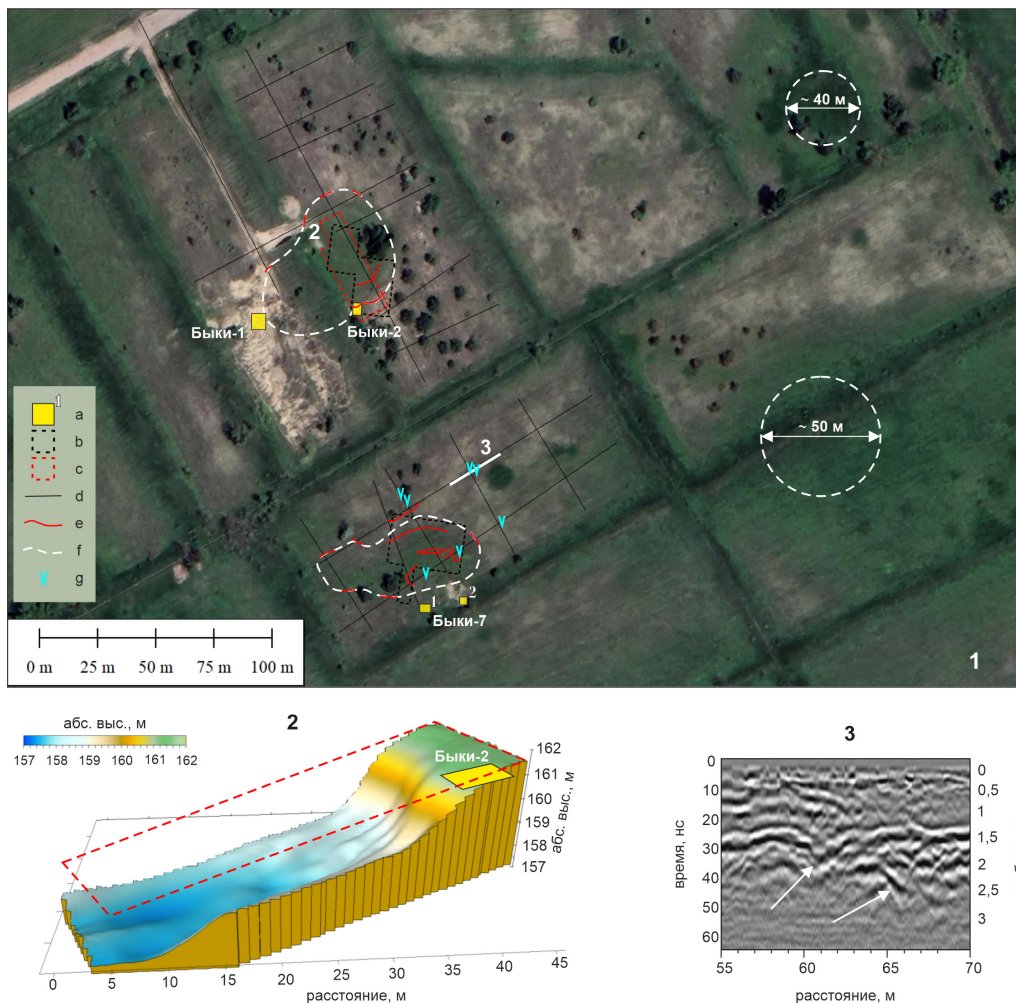 ~ 40 м
2
Быки-1
Быки-2
~ 50 м
3
1
a
b
c
d
e
f
g
1
2
Быки-7
0 m 25 m 50 m 75 m 100 m
1
абс. выс., м
157 158 159 160 161 162
2
Быки-2
162
161
160
159
158
157
абс. выс., м
0 5 10 15 20 25 30 35 40 45
расстояние, м
3
0
10
20
30
40
50
60
время, нс
0
0,5
1
1,5
2
2,5
3
55 60 65 70
расстояние, м